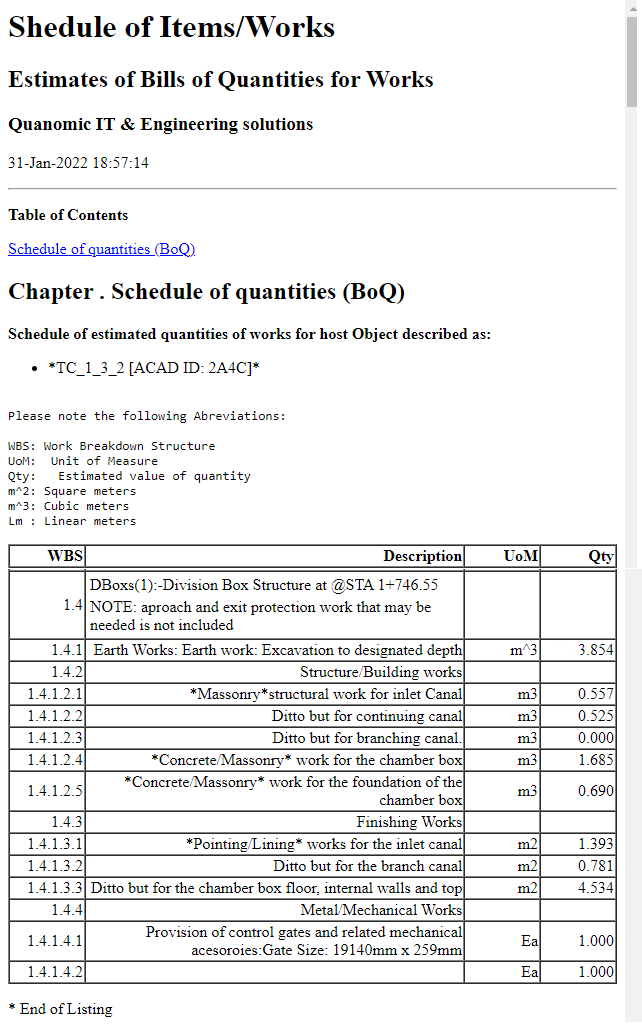 Shedule of Items/Works
Estimates of Bills of Quantities for Works
Quanomic IT & Engineering solutions
31-Jan-2022 18:57:14
Table of Contents
Schedule of quantities (BoQ)
Chapter . Schedule of quantities (BoQ)
Schedule of estimated quantities of works for host Object described as:
• *TC_1_3_2 [ACAD ID: 2A4C]*
Please note the following Abreviations:
WBS: Work Breakdown Structure
UoM:  Unit of Measure
Qty:   Estimated value of quantity
m^2: Square meters
m^3: Cubic meters
Lm : Linear meters
WBS Description UoM Qty
DBoxs(1):-Division Box Structure at @STA 1+746.55
1.4 NOTE: aproach and exit protection work that may be
needed is not included
1.4.1 Earth Works: Earth work: Excavation to designated depth m^3 3.854
1.4.2 Structure/Building works
1.4.1.2.1 *Massonry*structural work for inlet Canal m3 0.557
1.4.1.2.2 Ditto but for continuing canal m3 0.525
1.4.1.2.3 Ditto but for branching canal. m3 0.000
1.4.1.2.4 *Concrete/Massonry* work for the chamber box m3 1.685
1.4.1.2.5 *Concrete/Massonry* work for the foundation of the m3 0.690
chamber box
1.4.3 Finishing Works
1.4.1.3.1 *Pointing/Lining* works for the inlet canal m2 1.393
1.4.1.3.2 Ditto but for the branch canal m2 0.781
1.4.1.3.3 Ditto but for the chamber box floor, internal walls and top m2 4.534
1.4.4 Metal/Mechanical Works
1.4.1.4.1 Provision of control gates and related mechanical Ea 1.000
acesoroies:Gate Size: 19140mm x 259mm
1.4.1.4.2 Ea 1.000
* End of Listing